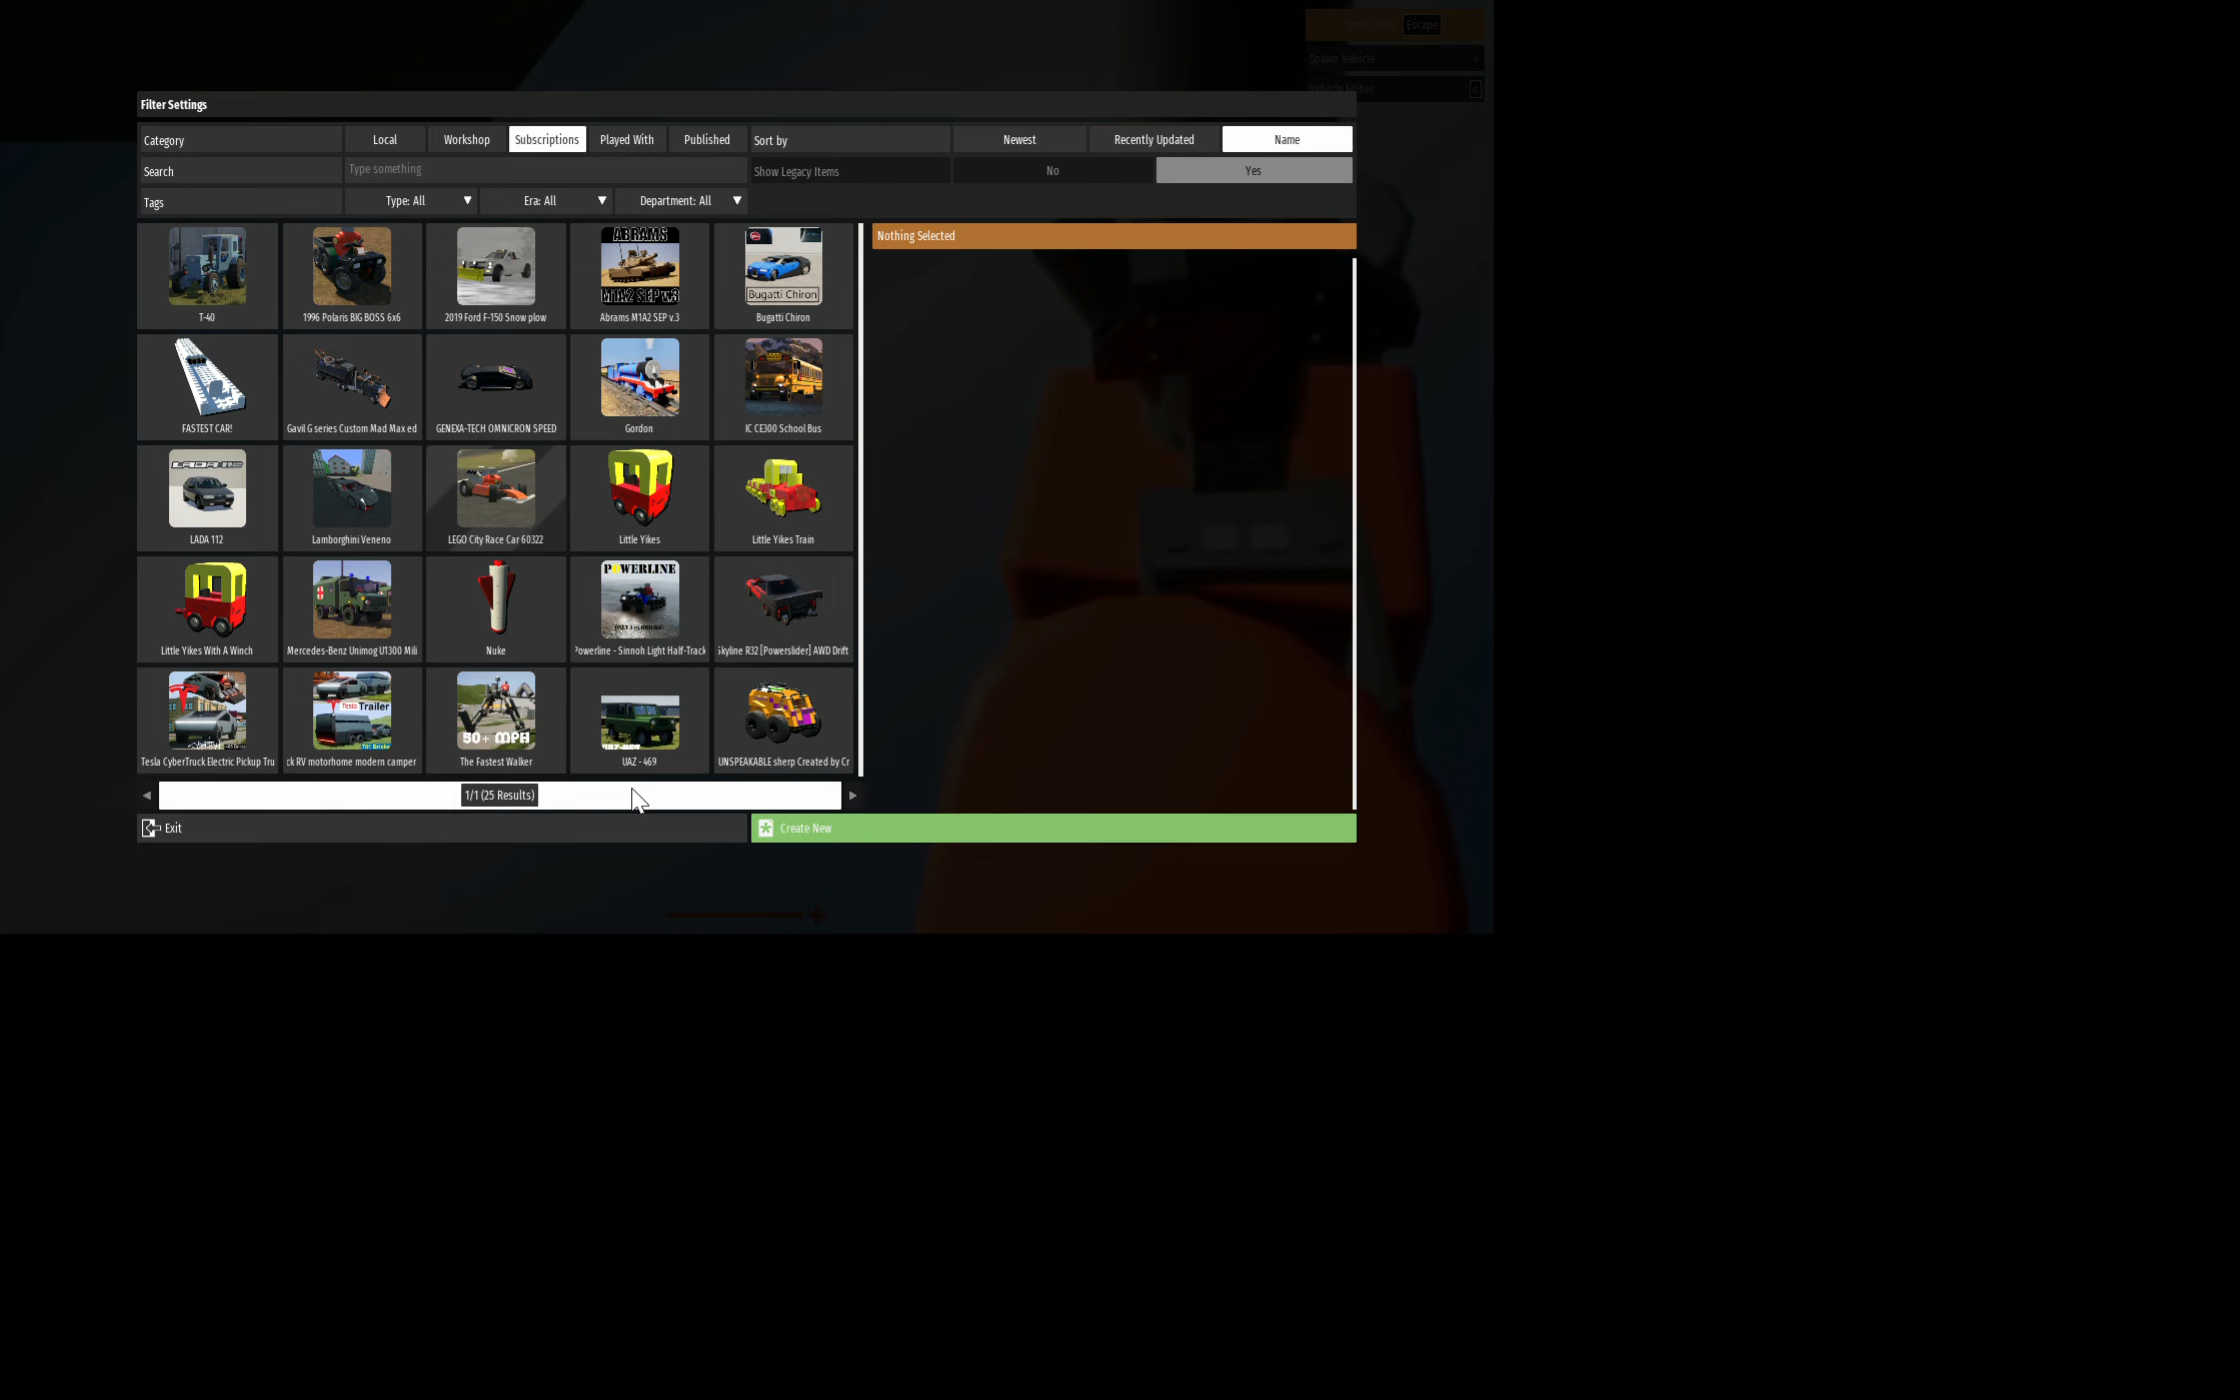 Escape
Spawn Vehicle
Vehicle Editor
Filter Settings
Category Local Workshop Subscriptions Played With Published Sort by Newest Recently Updated Name
Search Type something Show Legacy Items No Yes
Tags Type: All Era: All Department: All
Nothing Selected
ABRAMS
M1A2 SEP v.3
Bugatti Chiron
T-40 1996 Polaris BIG BOSS 6x6 2019 Ford F-150 Snow plow Abrams M1A2 SEP v.3 Bugatti Chiron
FASTEST CAR! Gavil G series Custom Mad Max ed GENEXA-TECH OMNICRON SPEED Gordon IC CE300 School Bus
LADA 112 Lamborghini Veneno LEGO City Race Car 60322 Little Yikes Little Yikes Train
POWERLINE
Little Yikes With A Winch Mercedes-Benz Unimog U1300 Mili Nuke Powerline - Sinnoh Light Half-Track Skyline R32 [Powerslider] AWD Drift
Tesla Trailer
50+ MPH
Tesla CyberTruck Electric Pickup Tru ck RV motorhome modern camper The Fastest Walker UAZ - 469 UNSPEAKABLE sherp Created by Cr
1/1 (25 Results)
Exit Create New